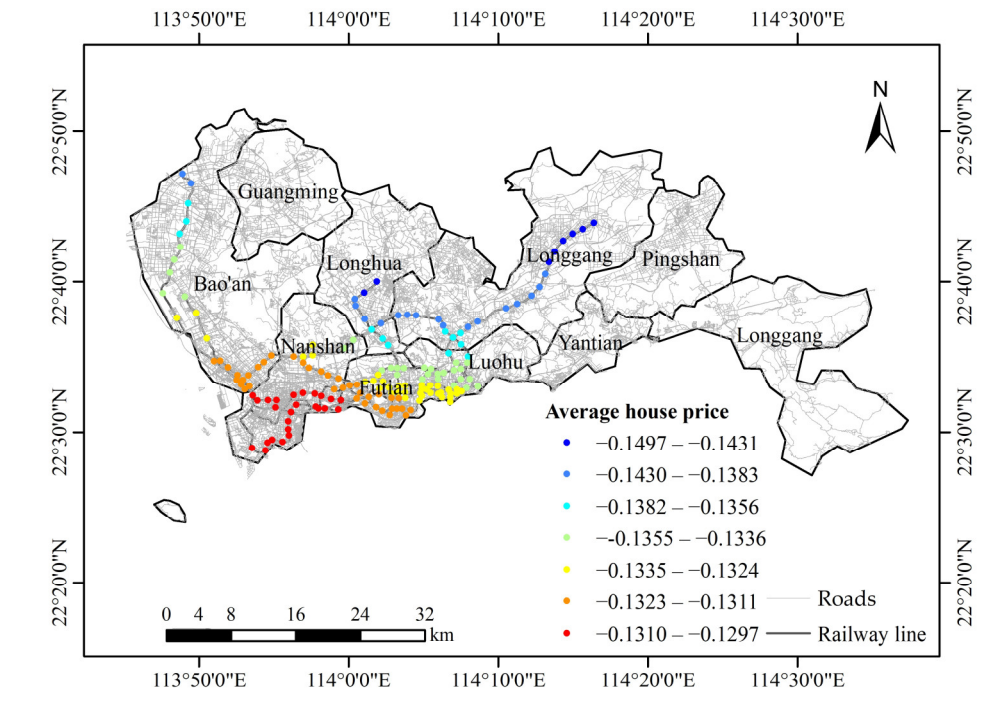 113°50'0"E 114°0'0"E 114°10'0"E 114°20'0"E 114°30'0"E
22°50'0"N
22°40'0"N
22°30'0"N
22°20'0"N
N
22°50'0"N
22°40'0"N
22°30'0"N
22°20'0"N
Guangming
Longhua
Longgang
Pingshan
Bao'an
Nanshan
Luohu
Yantian
Longgang
Futian
Average house price
−0.1497 – −0.1431
−0.1430 – −0.1383
−0.1382 – −0.1356
−-0.1355 – −0.1336
−0.1335 – −0.1324
−0.1323 – −0.1311
−0.1310 – −0.1297
Roads
Railway line
0 4 8 16 24 32
km
113°50'0"E 114°0'0"E 114°10'0"E 114°20'0"E 114°30'0"E